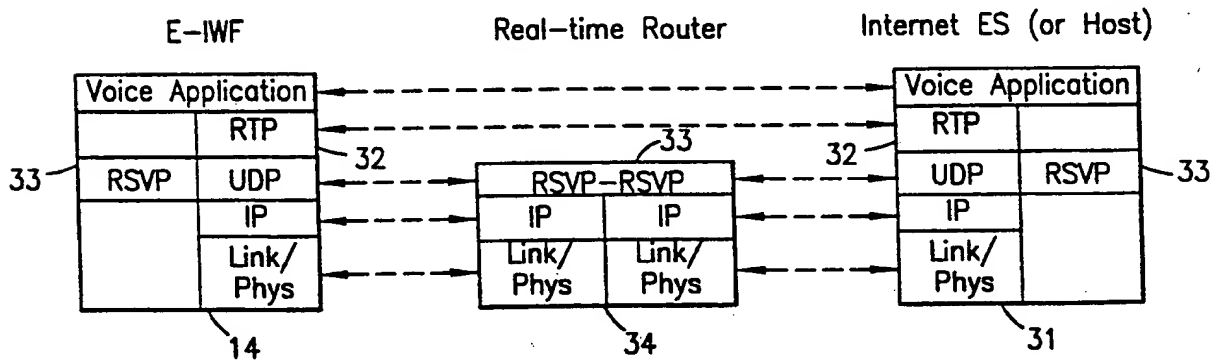 E-IWF Real-time Router Internet ES (or Host)
Voice Application Voice Application
RTP RTP
33 32 33 32 33
RSVP UDP RSVP-RSVP UDP RSVP
IP IP IP IP
Link/ Link/ Link/ Link/
Phys Phys Phys Phys
14 34 31